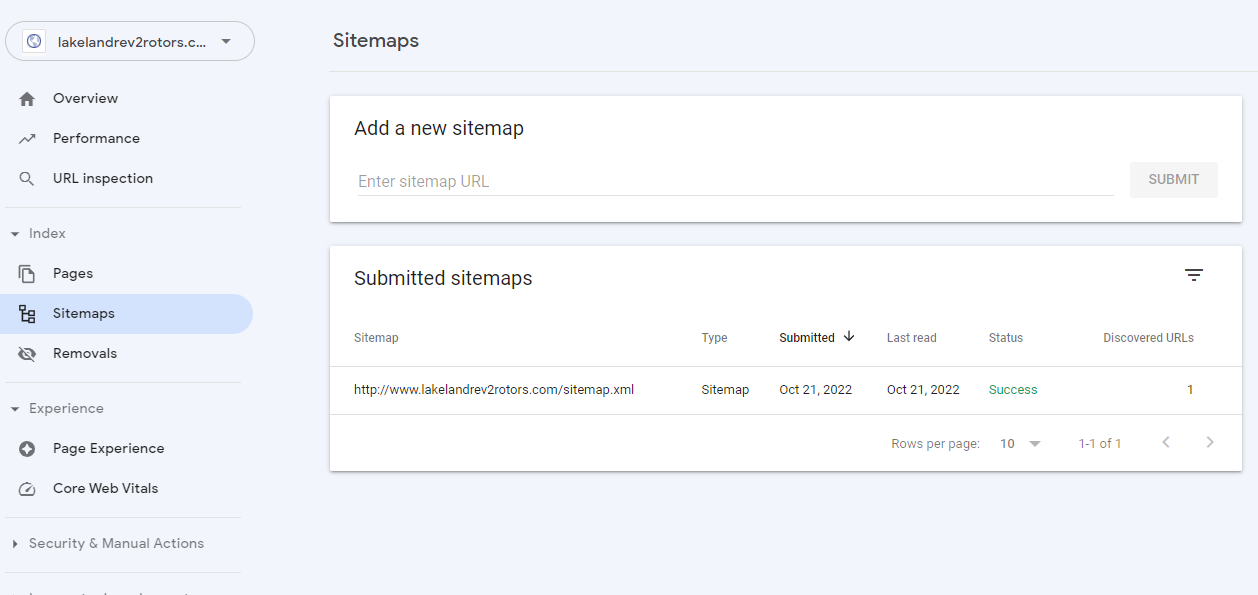 lakelandrev2rotors.c...
Overview
Performance
URL inspection
Index
Pages
Sitemaps
Removals
Experience
Page Experience
Core Web Vitals
Security & Manual Actions
Sitemaps
Add a new sitemap
Enter sitemap URL
SUBMIT
Submitted sitemaps
Sitemap Type Submitted Last read Status Discovered URLs
http://www.lakelandrev2rotors.com/sitemap.xml Sitemap Oct 21, 2022 Oct 21, 2022 Success 1
Rows per page: 10 1-1 of 1